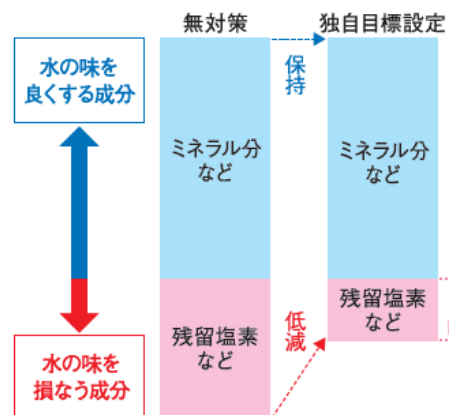 無対策
独自目標設定
水の味を
良くする成分
保持
ミネラル分
など
ミネラル分
など
残留塩素
など
低減
残留塩素
など
水の味を
損なう成分